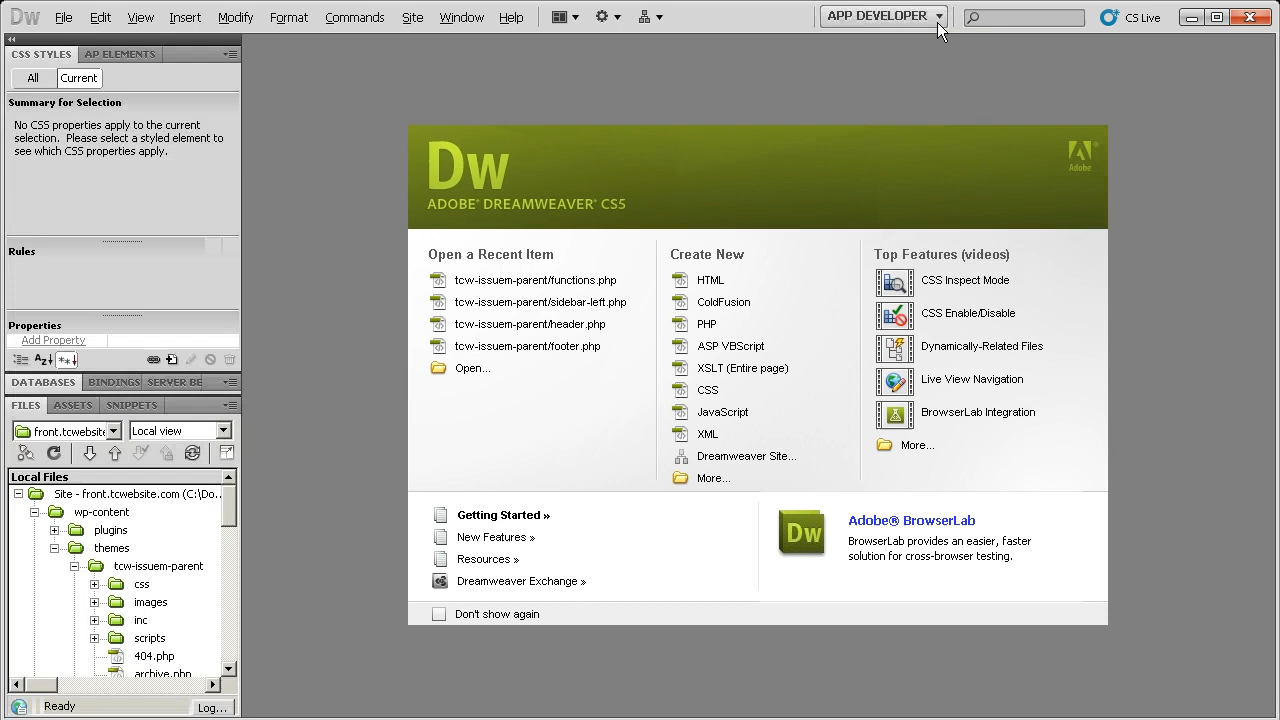 Dw File Edit View Insert Modify Format Commands Site Window Help APP DEVELOPER CS Live
CSS STYLES AP ELEMENTS
All Current
Summary for Selection
No CSS properties apply to the current
selection. Please select a styled element to
see which CSS properties apply.
Rules
Properties
Add Property
DATABASES BINDINGS SERVER BE
FILES ASSETS SNIPPETS
front.tcwebsite Local view
Local Files
Site - front.tcwebsite.com (C:\Do...
wp-content
plugins
themes
tcw-issuem-parent
css
images
inc
scripts
404.php
archive.php
Ready Log...
Dw
ADOBE® DREAMWEAVER® CS5
Adobe®
Open a Recent Item
tcw-issuem-parent/functions.php
tcw-issuem-parent/sidebar-left.php
tcw-issuem-parent/header.php
tcw-issuem-parent/footer.php
Open...
Create New
HTML
ColdFusion
PHP
ASP VBScript
XSLT (Entire page)
CSS
JavaScript
XML
Dreamweaver Site...
More...
Top Features (videos)
CSS Inspect Mode
CSS Enable/Disable
Dynamically-Related Files
Live View Navigation
BrowserLab Integration
More...
Getting Started »
New Features »
Resources »
Dreamweaver Exchange »
Dw
Adobe® BrowserLab
BrowserLab provides an easier, faster
solution for cross-browser testing.
Don't show again